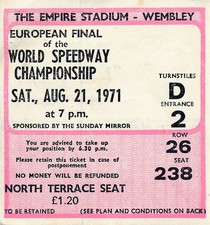 THE EMPIRE STADIUM - WEMBLEY
EUROPEAN FINAL
of the
WORLD SPEEDWAY
CHAMPIONSHIP
SAT., AUG. 21, 1971
at 7 p.m.
SPONSORED BY THE SUNDAY MIRROR
TURNSTILES
D
ENTRANCE
2
ROW
26
SEAT
238
You are advised to take up
your position by 6.30 p.m.
Please retain this ticket in case of
postponement
NO MONEY WILL BE REFUNDED
NORTH TERRACE SEAT
£1.20
TO BE RETAINED
(SEE PLAN AND CONDITIONS ON BACK)